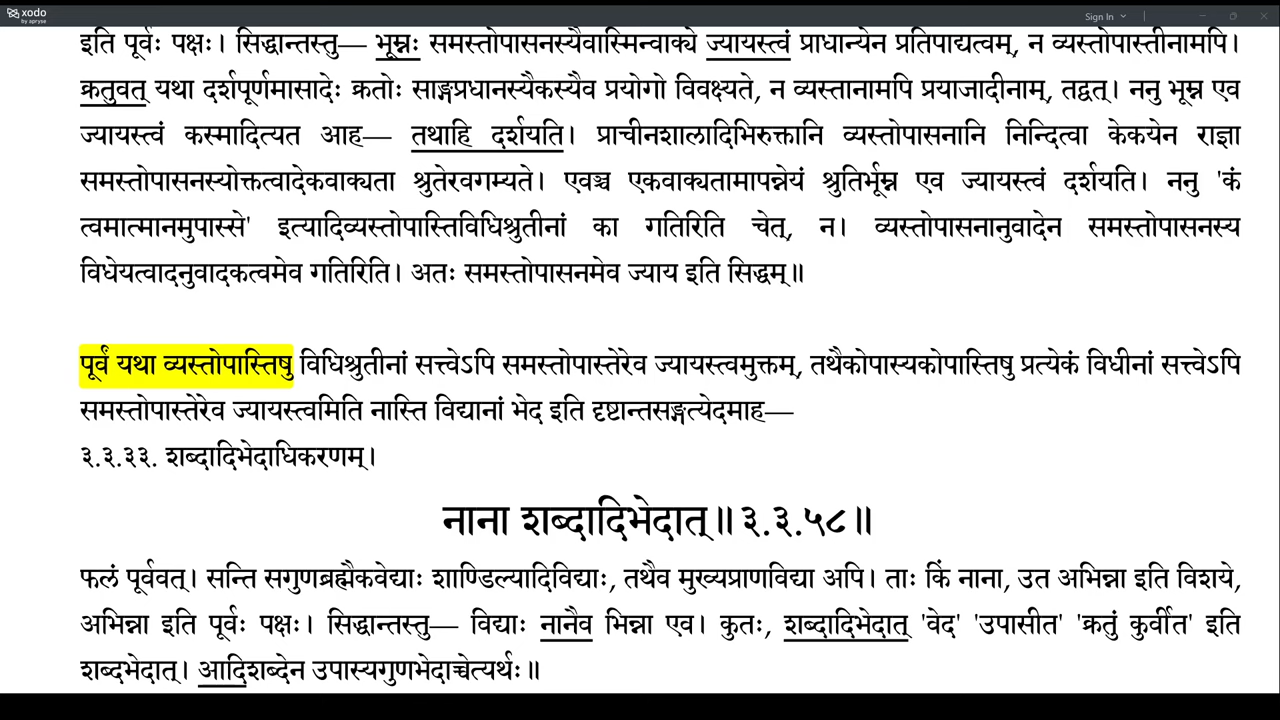 xodo
by apryse
Sign In
इति पूर्वः पक्षः। सिद्धान्तस्तु— भूम्नः समस्तोपासनस्यैवास्मिन्वाक्ये ज्यायस्त्वं प्राधान्येन प्रतिपाद्यत्वम्, न व्यस्तोपास्तीनामपि।
क्रतुवत् यथा दर्शपूर्णमासादेः क्रतोः साङ्गप्रधानस्यैकस्यैव प्रयोगो विवक्ष्यते, न व्यस्तानामपि प्रयाजादीनाम्, तद्वत्। ननु भूम्न एव
ज्यायस्त्वं कस्मादित्यत आह— तथाहि दर्शयति। प्राचीनशालादिभिरुक्तानि व्यस्तोपासनानि निन्दित्वा केकयेन राज्ञा
समस्तोपासनस्योक्तत्वादेकवाक्यता श्रुतेरवगम्यते। एवञ्च एकवाक्यतामापन्नेयं श्रुतिर्भूम्न एव ज्यायस्त्वं दर्शयति। ननु 'कं
त्वमात्मानमुपास्से' इत्यादिव्यस्तोपास्तिविधिश्रुतीनां का गतिरिति चेत्, न। व्यस्तोपासनानुवादेन समस्तोपासनस्य
विधेयत्वादनुवादकत्वमेव गतिरिति। अतः समस्तोपासनमेव ज्याय इति सिद्धम्॥
पूर्वं यथा व्यस्तोपास्तिषु विधिश्रुतीनां सत्त्वेऽपि समस्तोपास्तेरेव ज्यायस्त्वमुक्तम्, तथैकोपास्यकोपास्तिषु प्रत्येकं विधीनां सत्त्वेऽपि
समस्तोपास्तेरेव ज्यायस्त्वमिति नास्ति विद्यानां भेद इति दृष्टान्तसङ्गत्येदमाह—
३.३.३३. शब्दादिभेदाधिकरणम्।
नाना शब्दादिभेदात्॥३.३.५८॥
फलं पूर्ववत्। सन्ति सगुणब्रह्मैकवेद्याः शाण्डिल्यादिविद्याः, तथैव मुख्यप्राणविद्या अपि। ताः किं नाना, उत अभिन्ना इति विशये,
अभिन्ना इति पूर्वः पक्षः। सिद्धान्तस्तु— विद्याः नानैव भिन्ना एव। कुतः, शब्दादिभेदात् 'वेद' 'उपासीत' 'क्रतुं कुर्वीत' इति
शब्दभेदात्। आदिशब्देन उपास्यगुणभेदाच्चेत्यर्थः॥